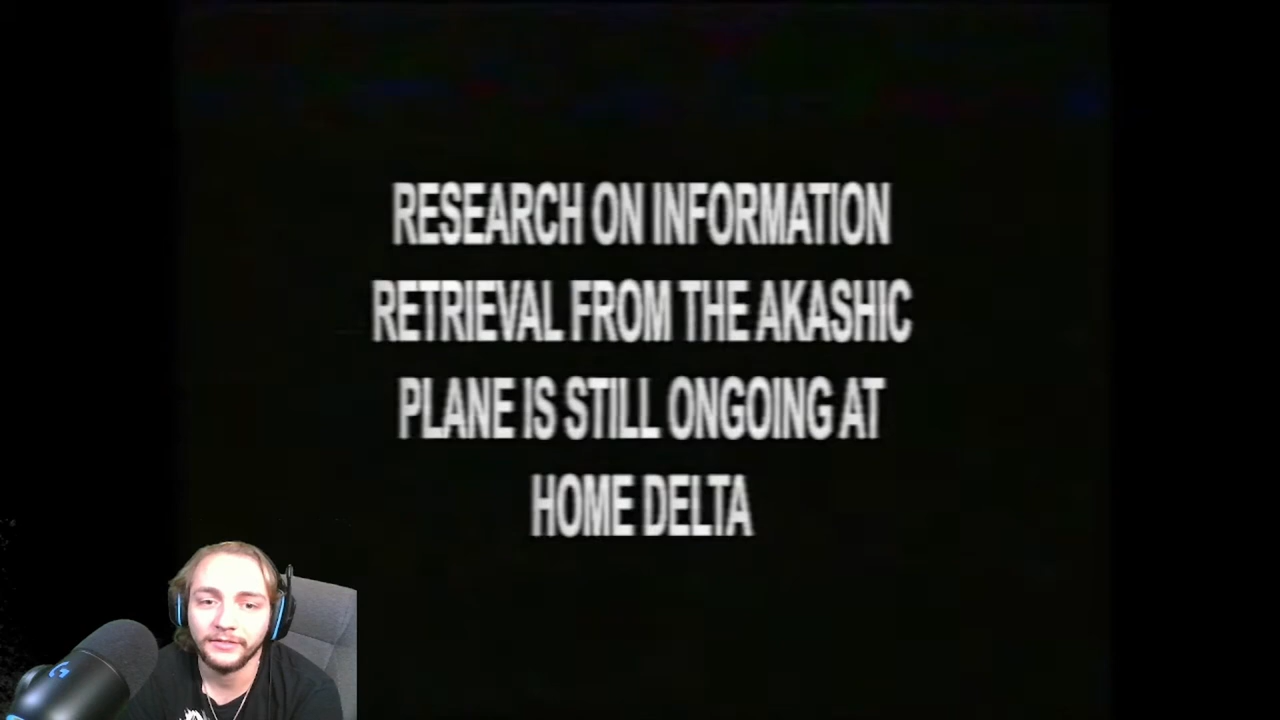 RESEARCH ON INFORMATION
RETRIEVAL FROM THE AKASHIC
PLANE IS STILL ONGOING AT
HOME DELTA